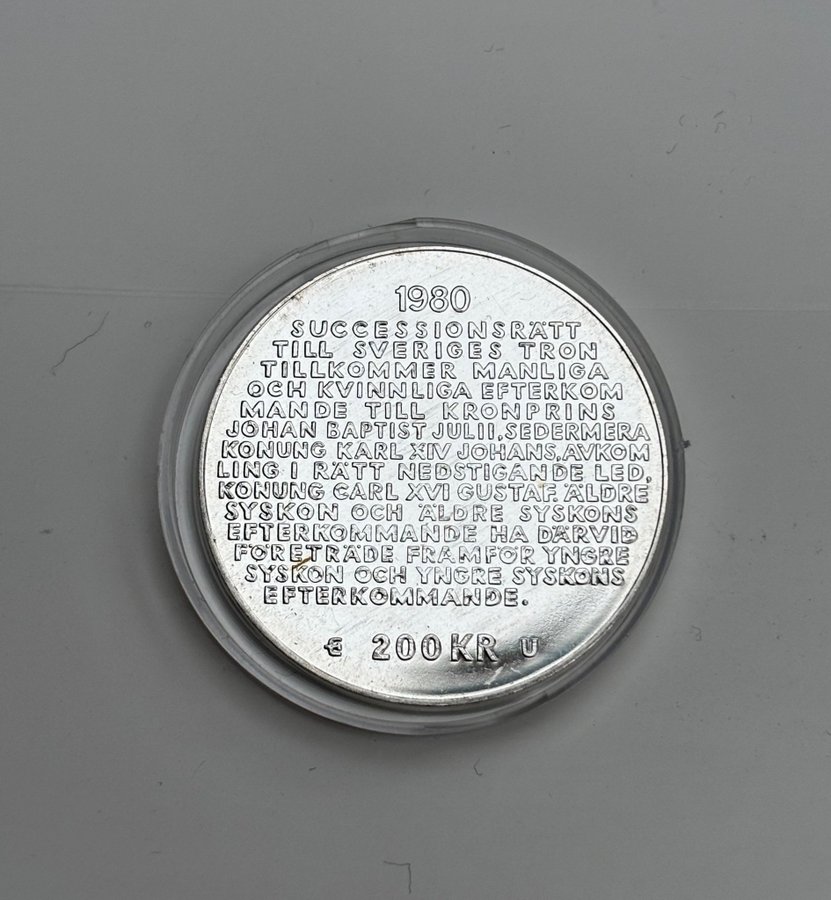 1980
SUCCESSIONSRÄTT
TILL SVERIGES TRON
TILLKOMMER MANLIGA
OCH KVINNLIGA EFTERKOM
MANDE TILL KRONPRINS
JOHAN BAPTIST JULII, SEDERMERA
KONUNG KARL XIV JOHANS, AVKOM
LING I RÄTT NEDSTIGANDE LED,
KONUNG CARL XVI GUSTAF. ÄLDRE
SYSKON OCH ÄLDRE SYSKONS
EFTERKOMMANDE HA DÄRVID
FÖRETRÄDE FRAMFÖR YNGRE
SYSKON OCH YNGRE SYSKONS
EFTERKOMMANDE.
200 KR U